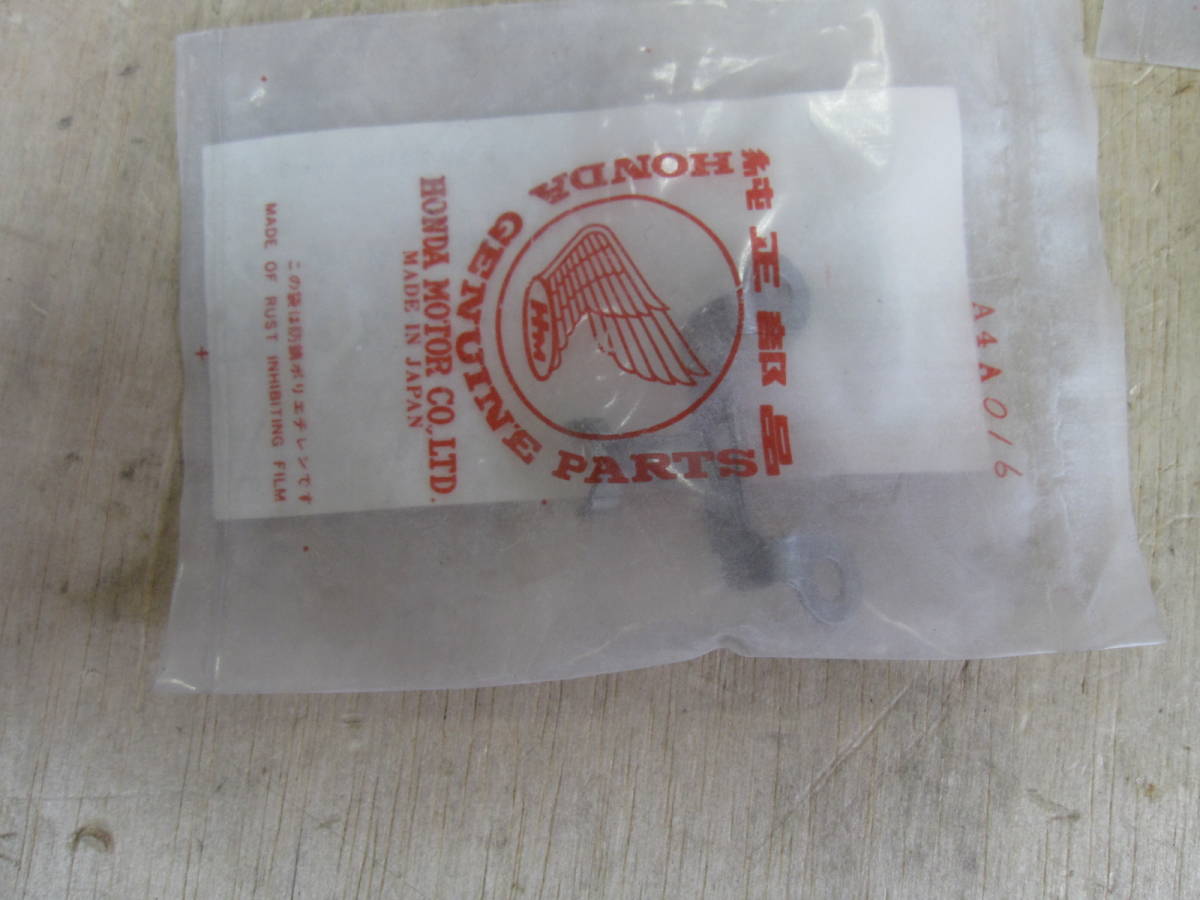 A4A016
純正部品
HONDA GENUINE PARTS
HM
HONDA MOTOR CO., LTD.
MADE IN JAPAN
この袋は防錆ポリエチレンです
MADE OF RUST INHIBITING FILM